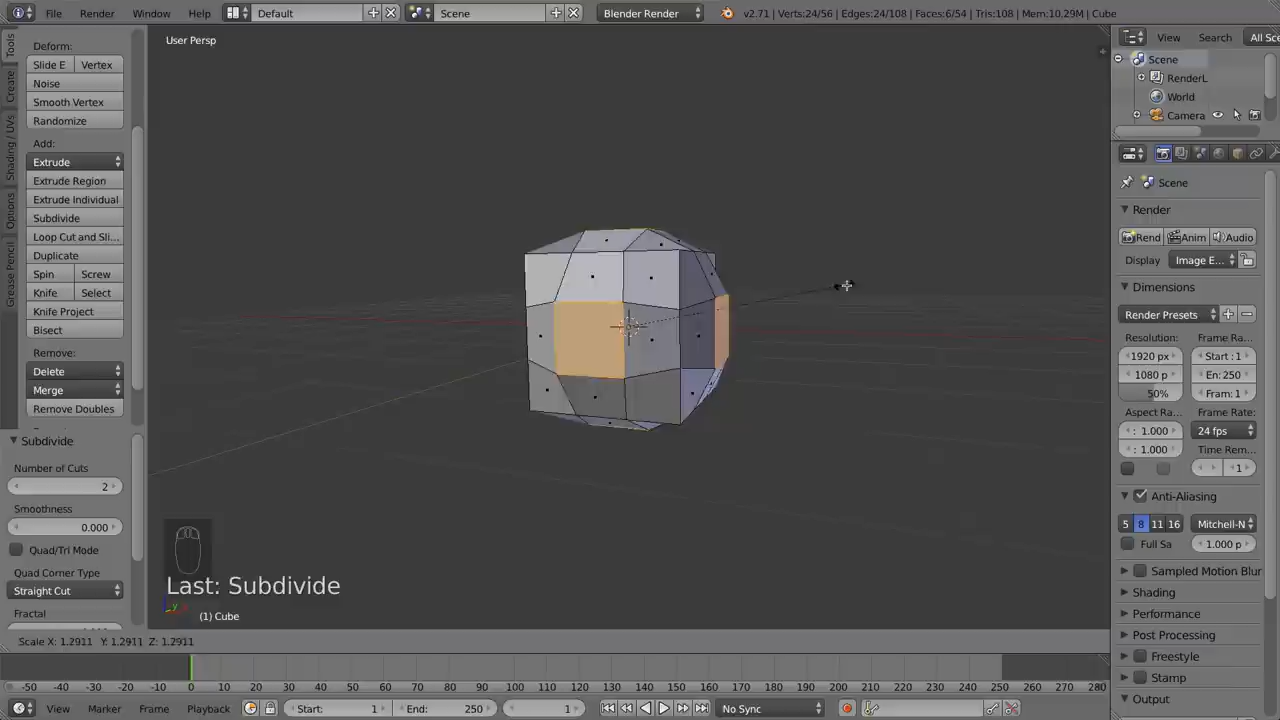 File Render Window Help Default Scene Blender Render v2.71 | Verts:24/56 | Edges:24/108 | Faces:6/54 | Tris:108 | Mem:10.29M | Cube
User Persp
Tools
Create
Shading / UVs
Options
Grease Pencil
Deform:
Slide E Vertex
Noise
Smooth Vertex
Randomize
Add:
Extrude
Extrude Region
Extrude Individual
Subdivide
Loop Cut and Sli...
Duplicate
Spin Screw
Knife Select
Knife Project
Bisect
Remove:
Delete
Merge
Remove Doubles
Subdivide
Number of Cuts
2
Smoothness
0.000
Quad/Tri Mode
Quad Corner Type
Straight Cut
Fractal
Last: Subdivide
(1) Cube
Scale X: 1.2911 Y: 1.2911 Z: 1.2911
View Search All Sce
Scene
RenderL
World
Camera
Scene
Render
Rend Anim Audio
Display Image E...
Dimensions
Render Presets
Resolution: Frame Ra...
1920 px Start : 1
1080 p En: 250
50% Fram: 1
Aspect Ra... Frame Rate:
: 1.000 24 fps
: 1.000 Time Rem...
1
Anti-Aliasing
5 8 11 16 Mitchell-N
Full Sa 1.000 p
Sampled Motion Blur
Shading
Performance
Post Processing
Freestyle
Stamp
Output
-50 -40 -30 -20 -10 0 10 20 30 40 50 60 70 80 90 100 110 120 130 140 150 160 170 180 190 200 210 220 230 240 250 260 270 280
View Marker Frame Playback Start: 1 End: 250 1 No Sync